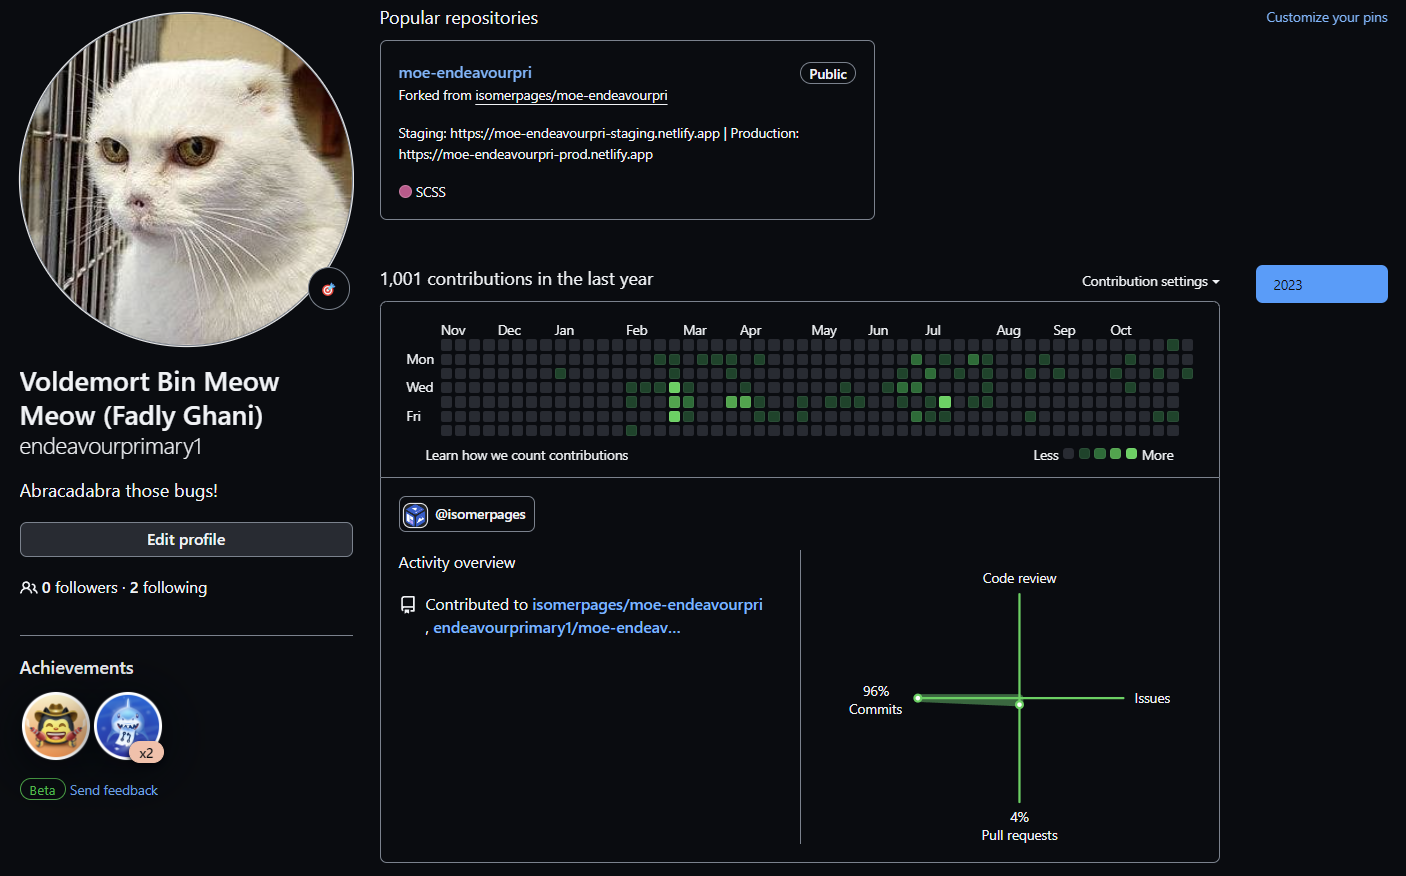 Popular repositories
Customize your pins
moe-endeavourpri
Public
Forked from isomerpages/moe-endeavourpri
Staging: https://moe-endeavourpri-staging.netlify.app | Production:
https://moe-endeavourpri-prod.netlify.app
SCSS
Voldemort Bin Meow
Meow (Fadly Ghani)
endeavourprimary1
Abracadabra those bugs!
Edit profile
0 followers · 2 following
Achievements
x2
Beta Send feedback
1,001 contributions in the last year
Contribution settings
2023
Nov Dec Jan Feb Mar Apr May Jun Jul Aug Sep Oct
Mon
Wed
Fri
Learn how we count contributions
Less More
@isomerpages
Activity overview
Contributed to isomerpages/moe-endeavourpri
, endeavourprimary1/moe-endeav…
Code review
96%
Commits
Issues
4%
Pull requests